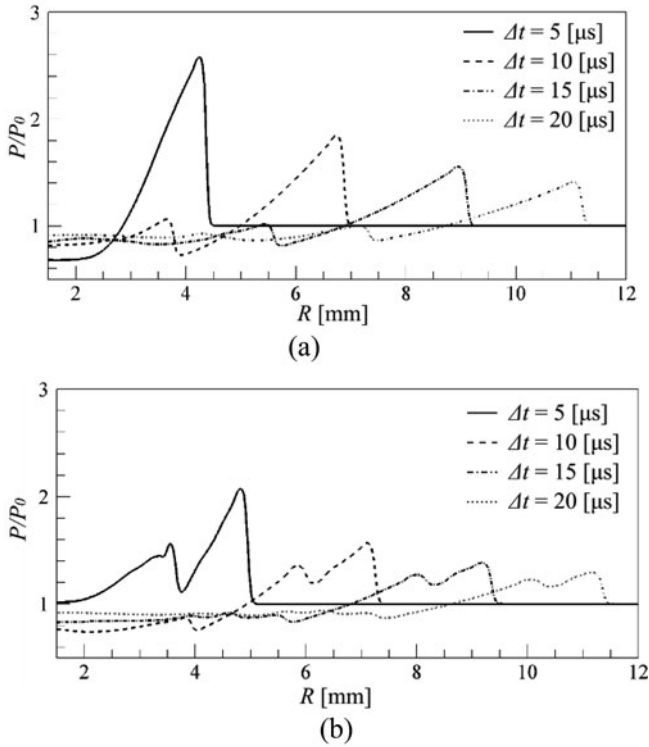 3
2
1
P/P0
Δt = 5 [μs]
Δt = 10 [μs]
Δt = 15 [μs]
Δt = 20 [μs]
2 4 6 8 10 12
R [mm]
(a)
3
2
1
P/P0
Δt = 5 [μs]
Δt = 10 [μs]
Δt = 15 [μs]
Δt = 20 [μs]
2 4 6 8 10 12
R [mm]
(b)